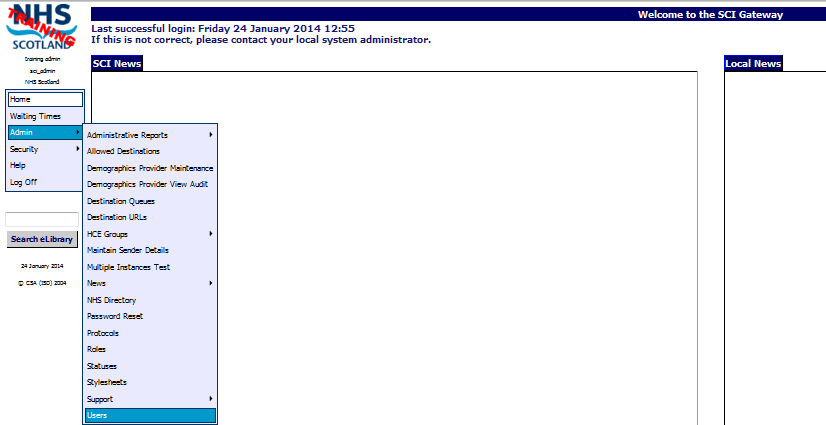 NHS
TRAINING
SCOTLAND
training admin
sci_admin
NHS Scotland
Home
Waiting Times
Admin
Security
Help
Log Off
Search eLibrary
24 January 2014
© CSA (ISD) 2004
Welcome to the SCI Gateway
Last successful login: Friday 24 January 2014 12:55
If this is not correct, please contact your local system administrator.
SCI News
Local News
Administrative Reports
Allowed Destinations
Demographics Provider Maintenance
Demographics Provider View Audit
Destination Queues
Destination URLs
HCE Groups
Maintain Sender Details
Multiple Instances Test
News
NHS Directory
Password Reset
Protocols
Roles
Statuses
Stylesheets
Support
Users